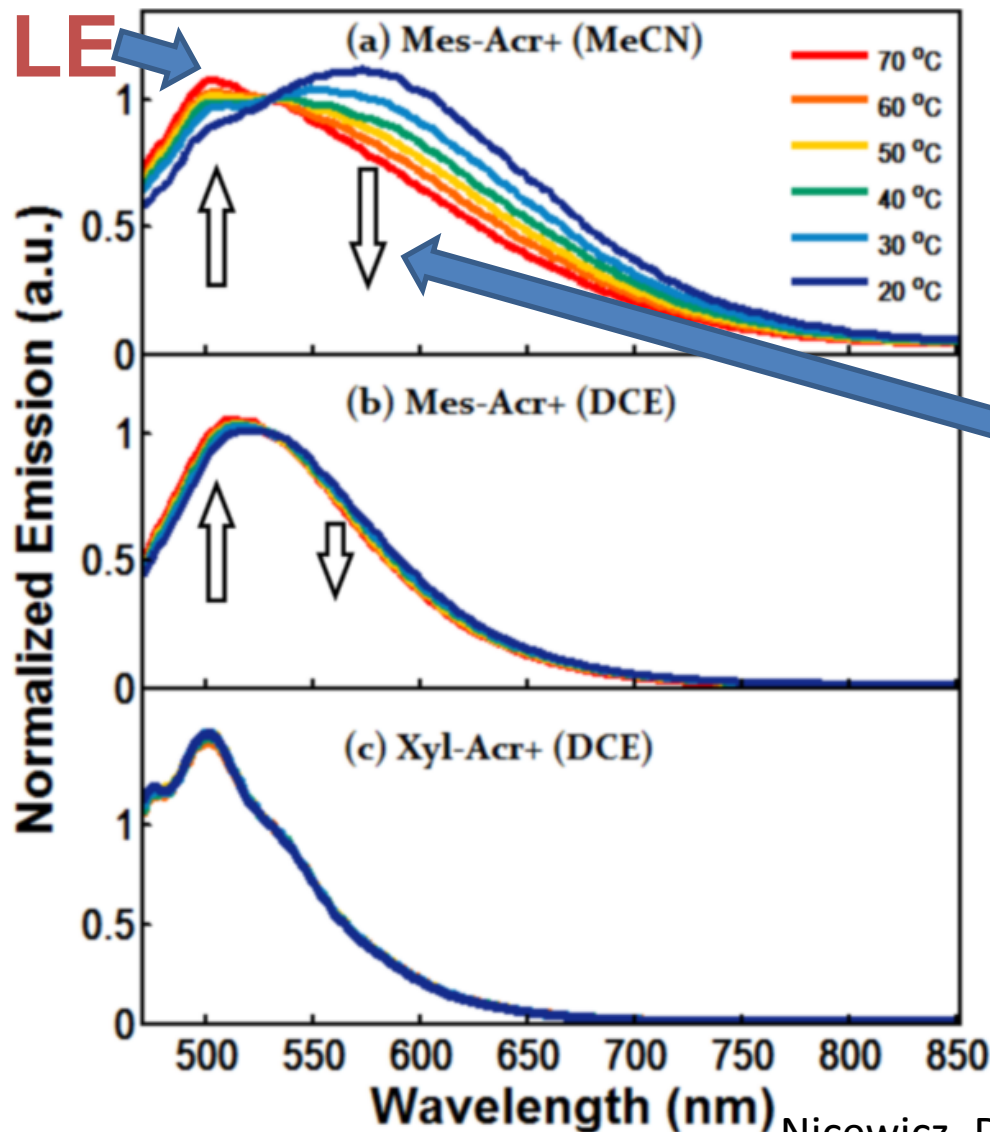 LE
(a) Mes-Acr+ (MeCN)
70 °C
60 °C
50 °C
40 °C
30 °C
20 °C
1
0.5
0
(b) Mes-Acr+ (DCE)
1
0.5
0
(c) Xyl-Acr+ (DCE)
1
0.5
0
Normalized Emission (a.u.)
500 550 600 650 700 750 800 850
Wavelength (nm)